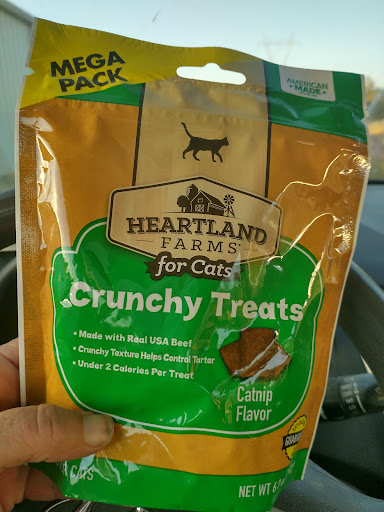 MEGA
PACK
AMERICAN
MADE
HEARTLAND
FARMS
for Cats
Crunchy Treats
• Made with Real USA Beef
• Crunchy Texture Helps Control Tartar
• Under 2 Calories Per Treat
Catnip
Flavor
CATS
NET WT